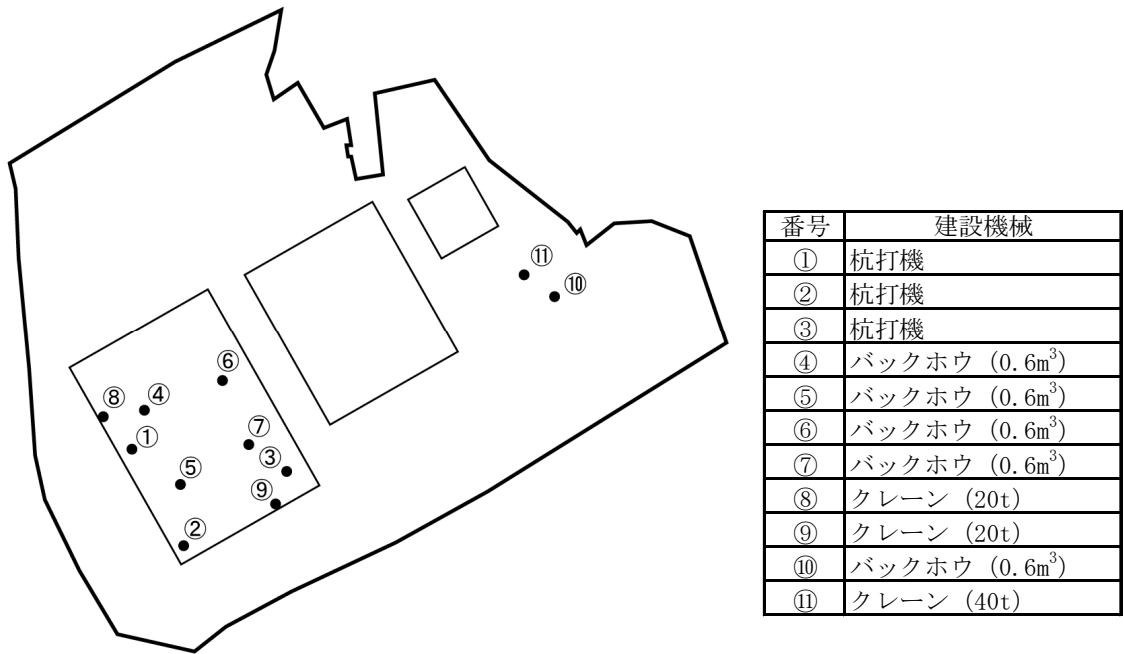 ⑪
⑩
⑥
⑧
④
①
⑦
③
⑤
⑨
②
番号 建設機械
① 杭打機
② 杭打機
③ 杭打機
④ バックホウ (0.6m³)
⑤ バックホウ (0.6m³)
⑥ バックホウ (0.6m³)
⑦ バックホウ (0.6m³)
⑧ クレーン (20t)
⑨ クレーン (20t)
⑩ バックホウ (0.6m³)
⑪ クレーン (40t)